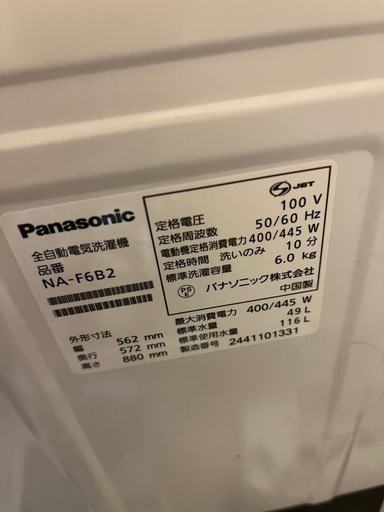 Panasonic
全自動電気洗濯機
品番
NA-F6B2
外形寸法
幅 562 mm
奥行 572 mm
高さ 880 mm
JET
定格電圧 100 V
定格周波数 50/60 Hz
電動機定格消費電力 400/445 W
定格時間 洗いのみ 10 分
標準洗濯容量 6.0 kg
PS
E
パナソニック株式会社
中国製
最大消費電力 400/445 W
標準水量 49 L
標準使用水量 116 L
製造番号 2441101331